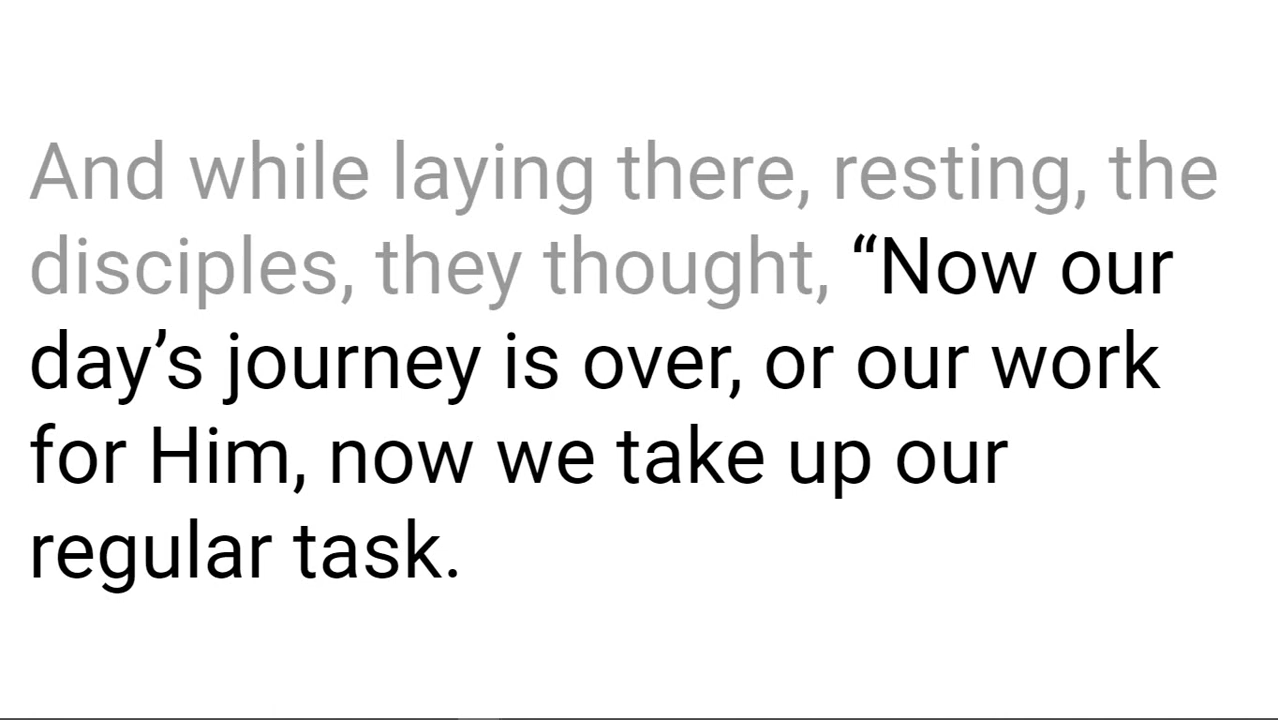 And while laying there, resting, the
disciples, they thought, “Now our
day’s journey is over, or our work
for Him, now we take up our
regular task.